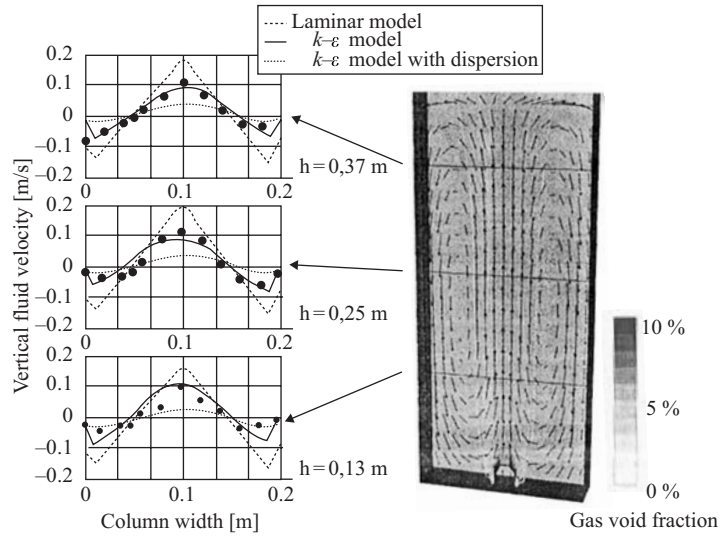 Laminar model
k–ε model
k–ε model with dispersion
Vertical fluid velocity [m/s]
0.2
0.1
0
–0.1
–0.2
0 0.1 0.2
h = 0,37 m
0.2
0.1
0
–0.1
–0.2
0 0.1 0.2
h = 0,25 m
0.2
0.1
0
–0.1
–0.2
0 0.1 0.2
h = 0,13 m
Column width [m]
10 %
5 %
0 %
Gas void fraction